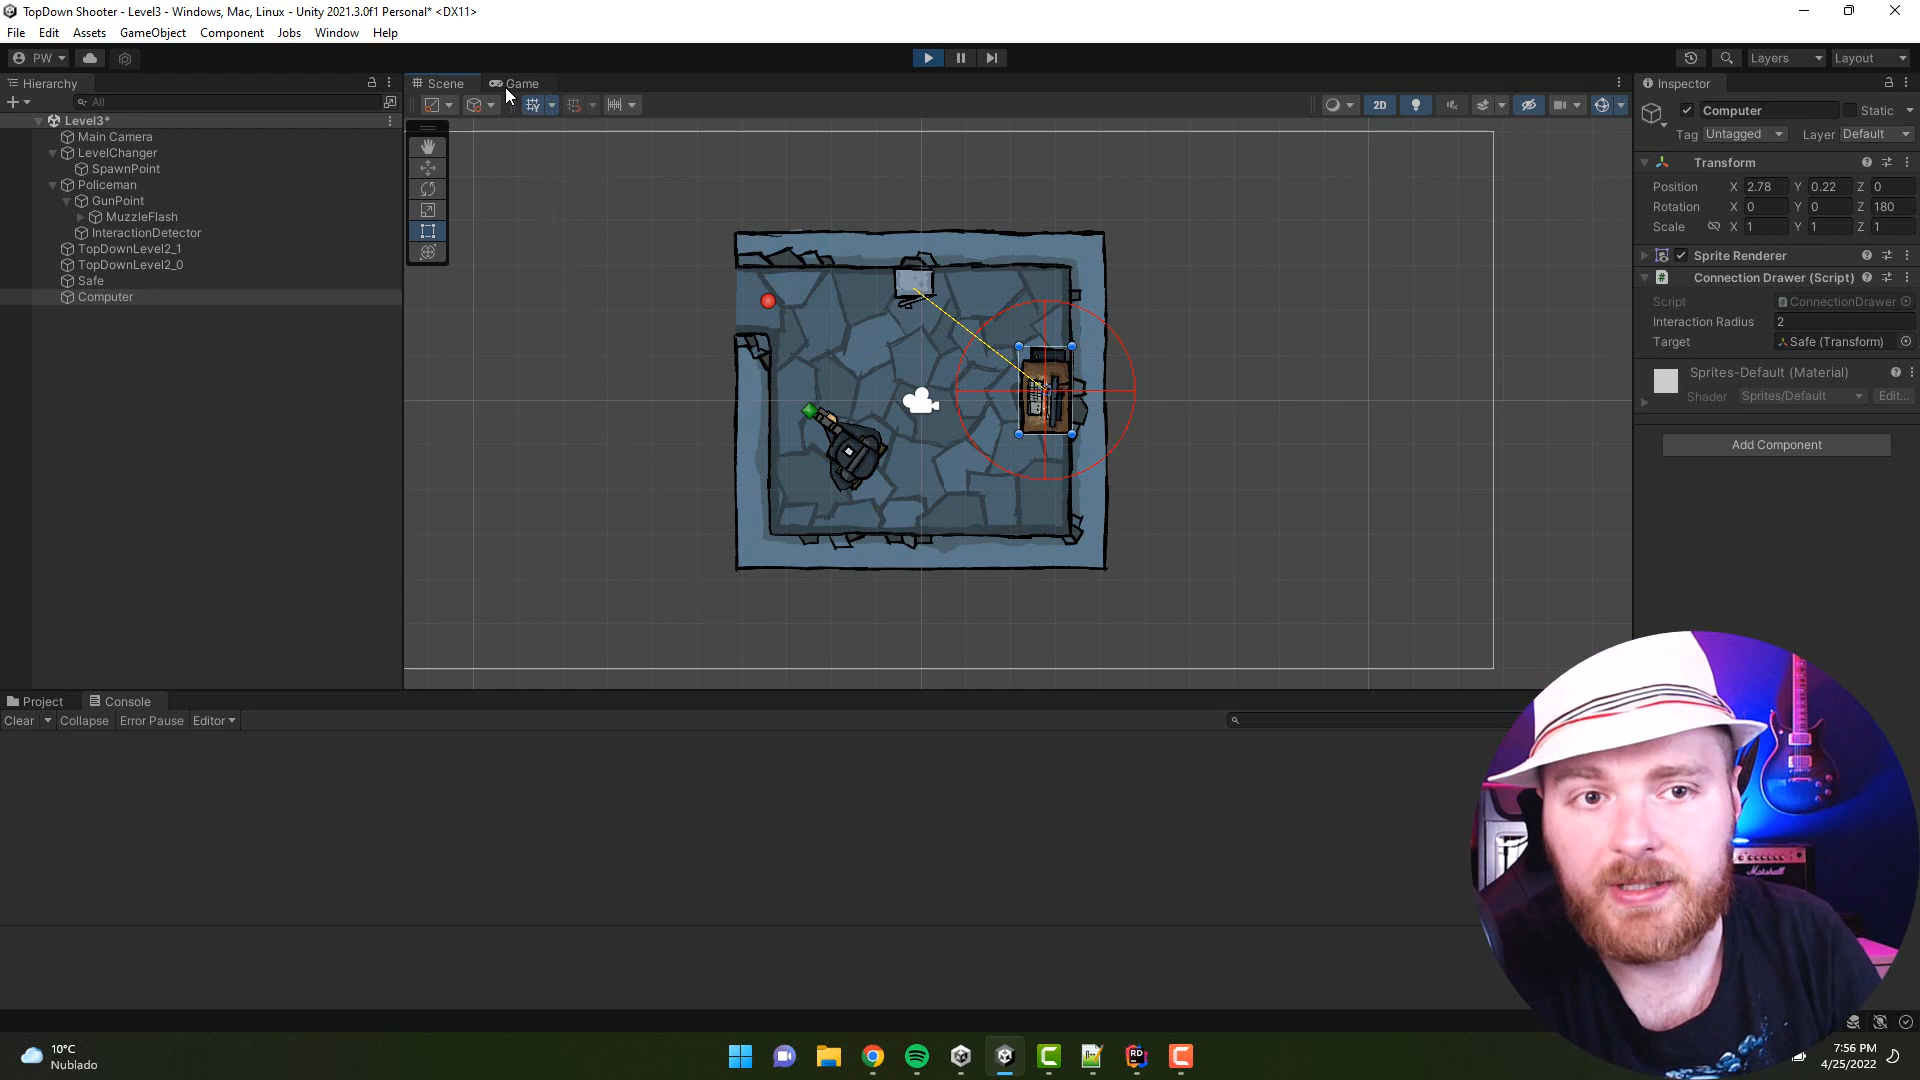 TopDown Shooter - Level3 - Windows, Mac, Linux - Unity 2021.3.0f1 Personal* <DX11>
File Edit Assets GameObject Component Jobs Window Help
PW
Layers Layout
Hierarchy
Scene Game
Inspector
All
2D
Level3*
Main Camera
LevelChanger
SpawnPoint
Policeman
GunPoint
MuzzleFlash
InteractionDetector
TopDownLevel2_1
TopDownLevel2_0
Safe
Computer
Computer Static
Tag Untagged Layer Default
Transform
Position X 2.78 Y 0.22 Z 0
Rotation X 0 Y 0 Z 180
Scale X 1 Y 1 Z 1
Sprite Renderer
# Connection Drawer (Script)
Script ConnectionDrawer
Interaction Radius 2
Target Safe (Transform)
Sprites-Default (Material)
Shader Sprites/Default Edit...
Add Component
Project Console
Clear Collapse Error Pause Editor
Marshall
10°C
Nublado
RD
7:56 PM
4/25/2022